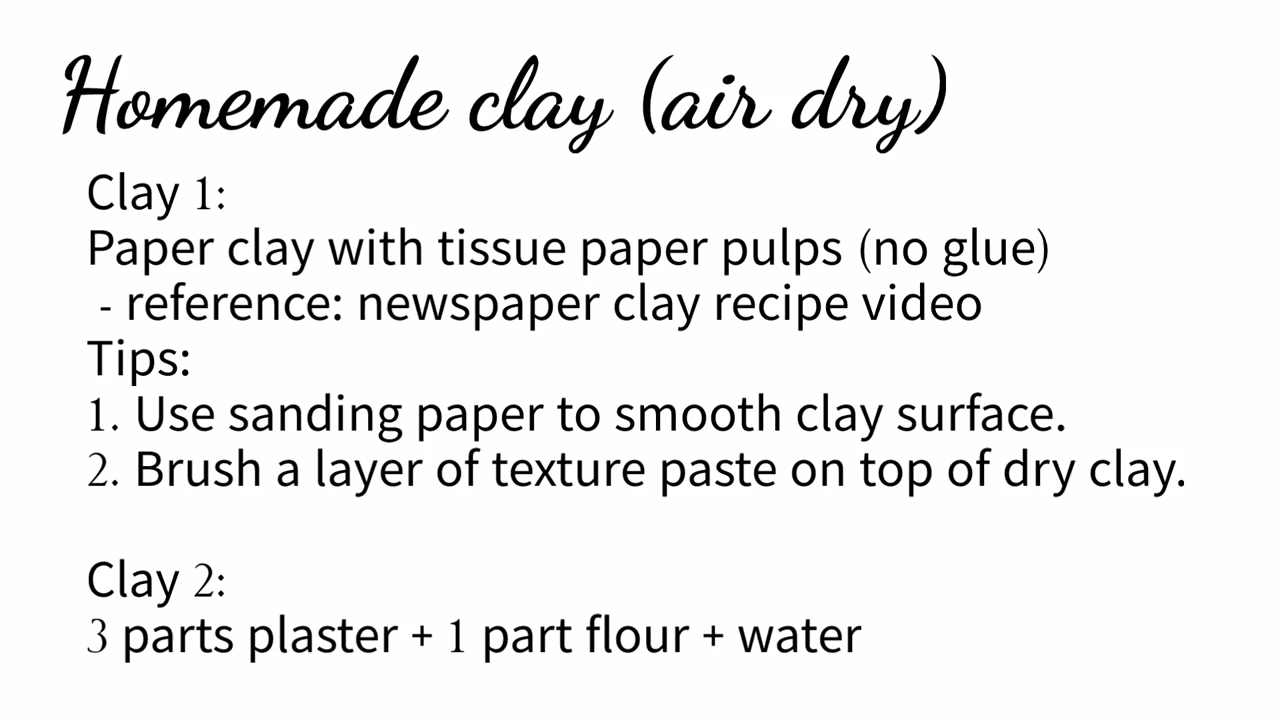 Homemade clay (air dry)
Clay 1:
Paper clay with tissue paper pulps (no glue)
- reference: newspaper clay recipe video
Tips:
1. Use sanding paper to smooth clay surface.
2. Brush a layer of texture paste on top of dry clay.
Clay 2:
3 parts plaster + 1 part flour + water